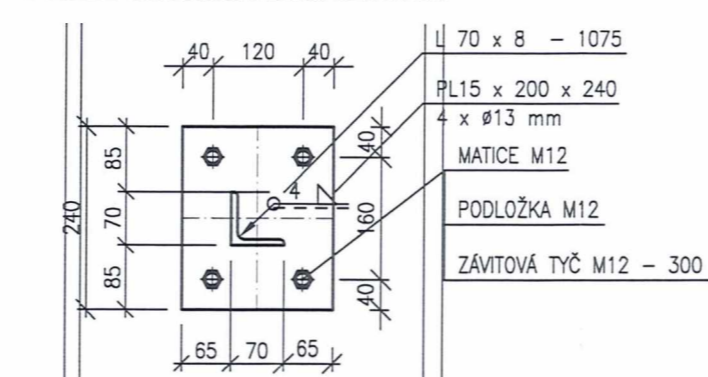 40 120 40
L 70 x 8 - 1075
PL15 x 200 x 240
4 x Ø13 mm
MATICE M12
PODLOŽKA M12
ZÁVITOVÁ TYČ M12 - 300
240
85
70
85
4
40
160
40
65 70 65